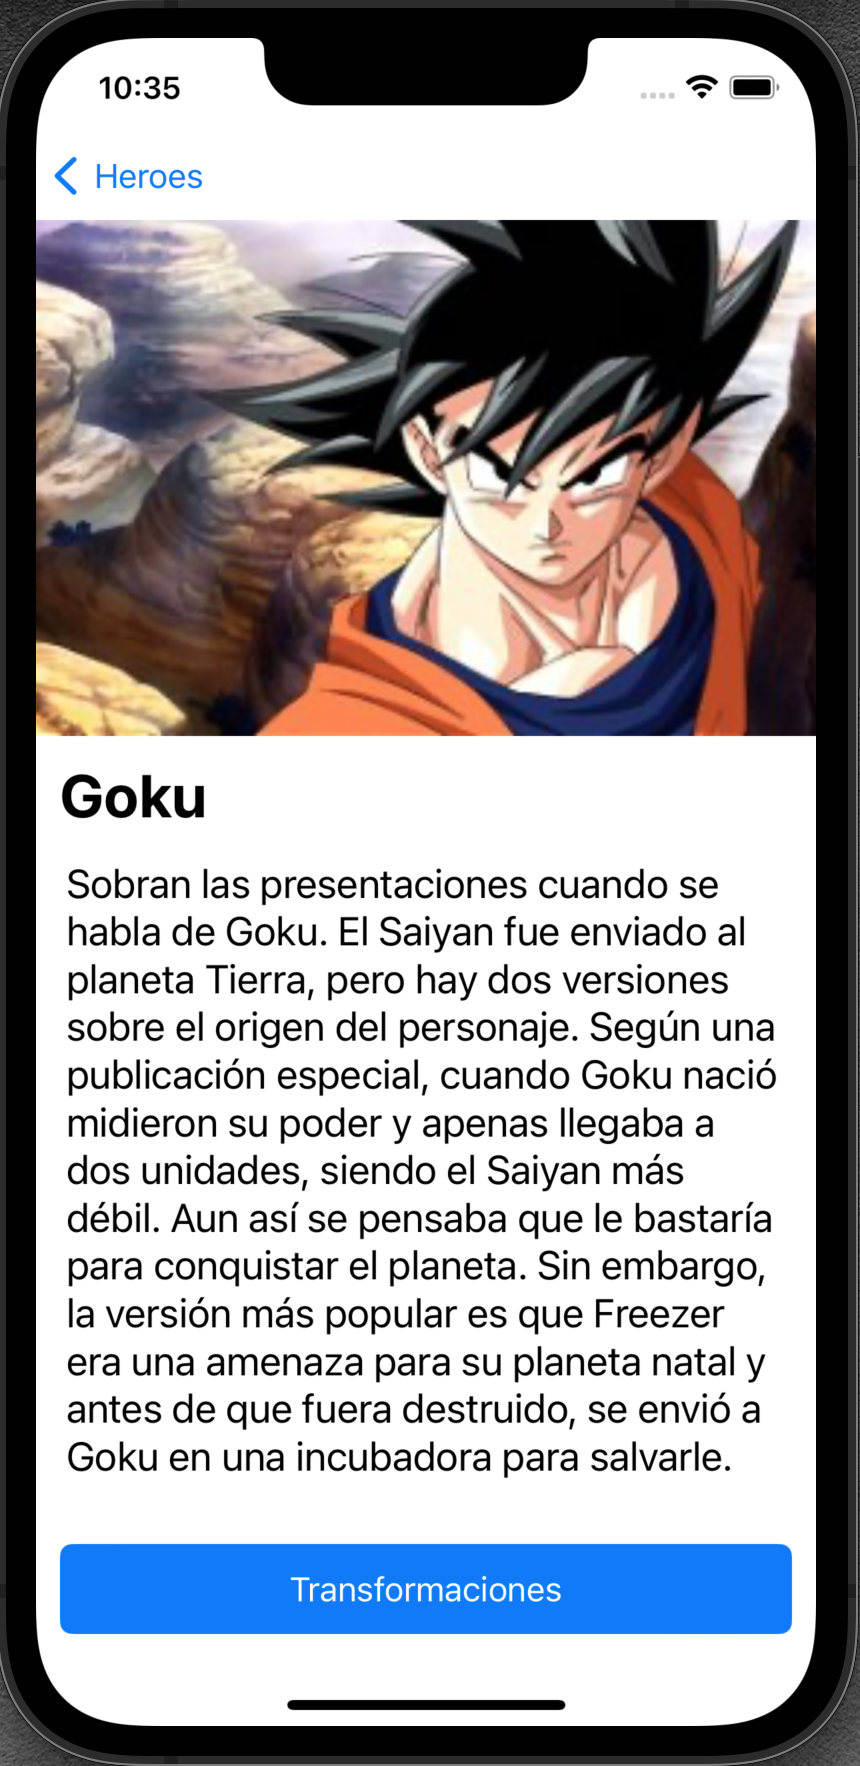 10:35
Heroes
Goku
Sobran las presentaciones cuando se
habla de Goku. El Saiyan fue enviado al
planeta Tierra, pero hay dos versiones
sobre el origen del personaje. Según una
publicación especial, cuando Goku nació
midieron su poder y apenas llegaba a
dos unidades, siendo el Saiyan más
débil. Aun así se pensaba que le bastaría
para conquistar el planeta. Sin embargo,
la versión más popular es que Freezer
era una amenaza para su planeta natal y
antes de que fuera destruido, se envió a
Goku en una incubadora para salvarle.
Transformaciones